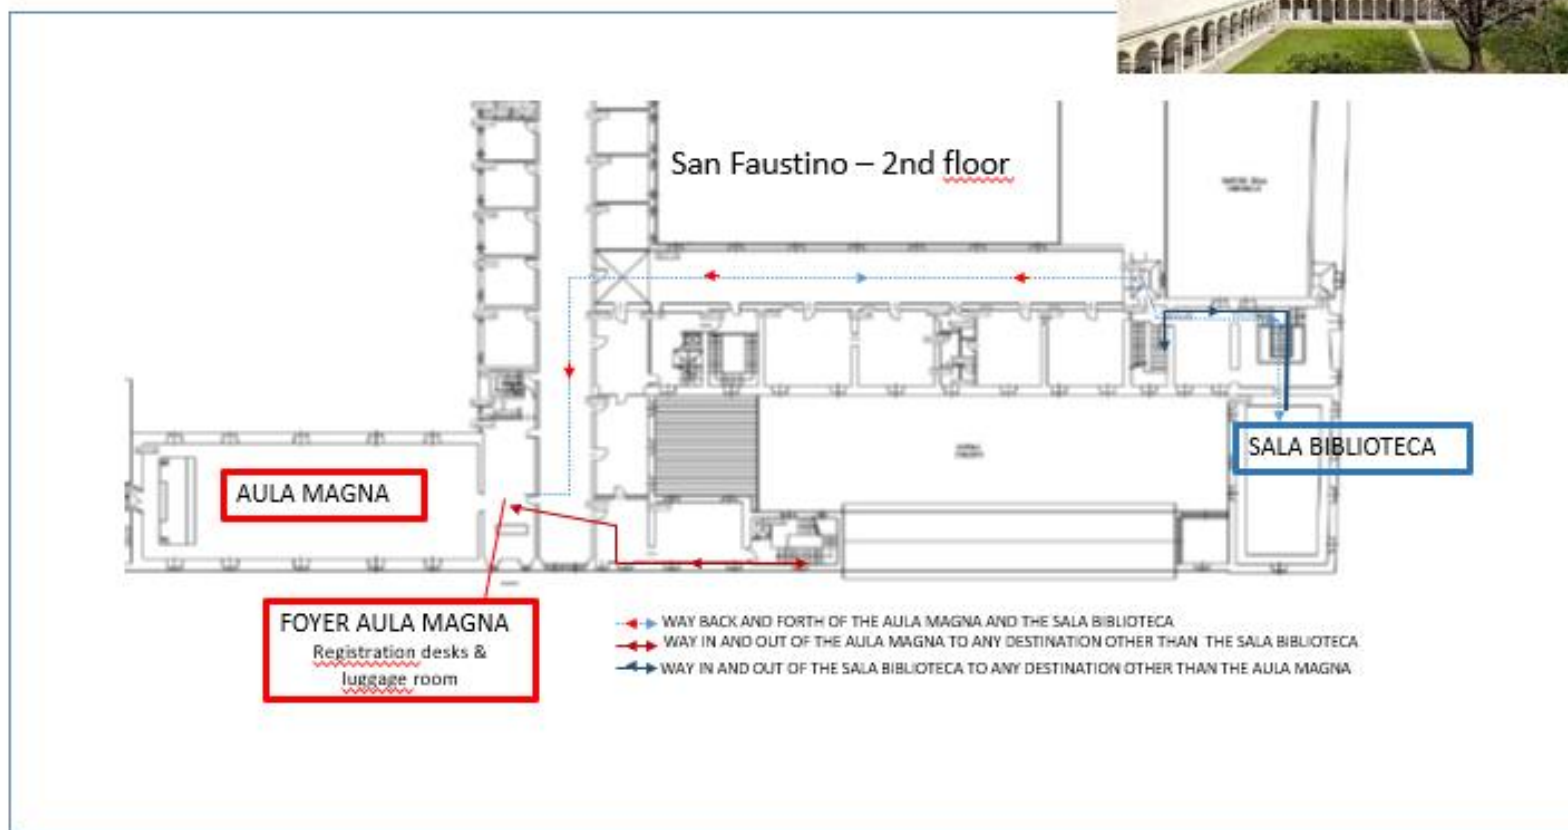 San Faustino – 2nd floor
SALA BIBLIOTECA
AULA MAGNA
FOYER AULA MAGNA
Registration desks &
luggage room
WAY BACK AND FORTH OF THE AULA MAGNA AND THE SALA BIBLIOTECA
WAY IN AND OUT OF THE AULA MAGNA TO ANY DESTINATION OTHER THAN THE SALA BIBLIOTECA
WAY IN AND OUT OF THE SALA BIBLIOTECA TO ANY DESTINATION OTHER THAN THE AULA MAGNA